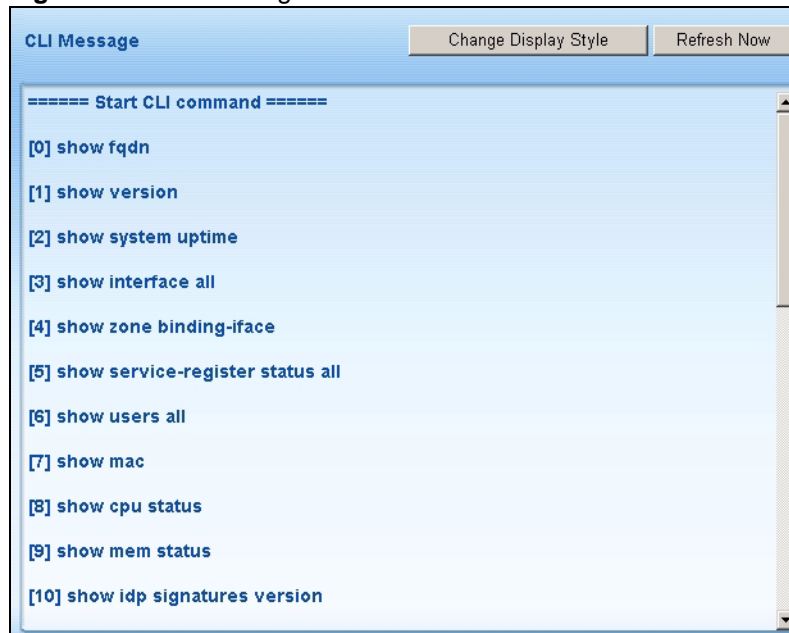 CLI Message
Change Display Style
Refresh Now
====== Start CLI command ======
[0] show fqdn
[1] show version
[2] show system uptime
[3] show interface all
[4] show zone binding-iface
[5] show service-register status all
[6] show users all
[7] show mac
[8] show cpu status
[9] show mem status
[10] show idp signatures version